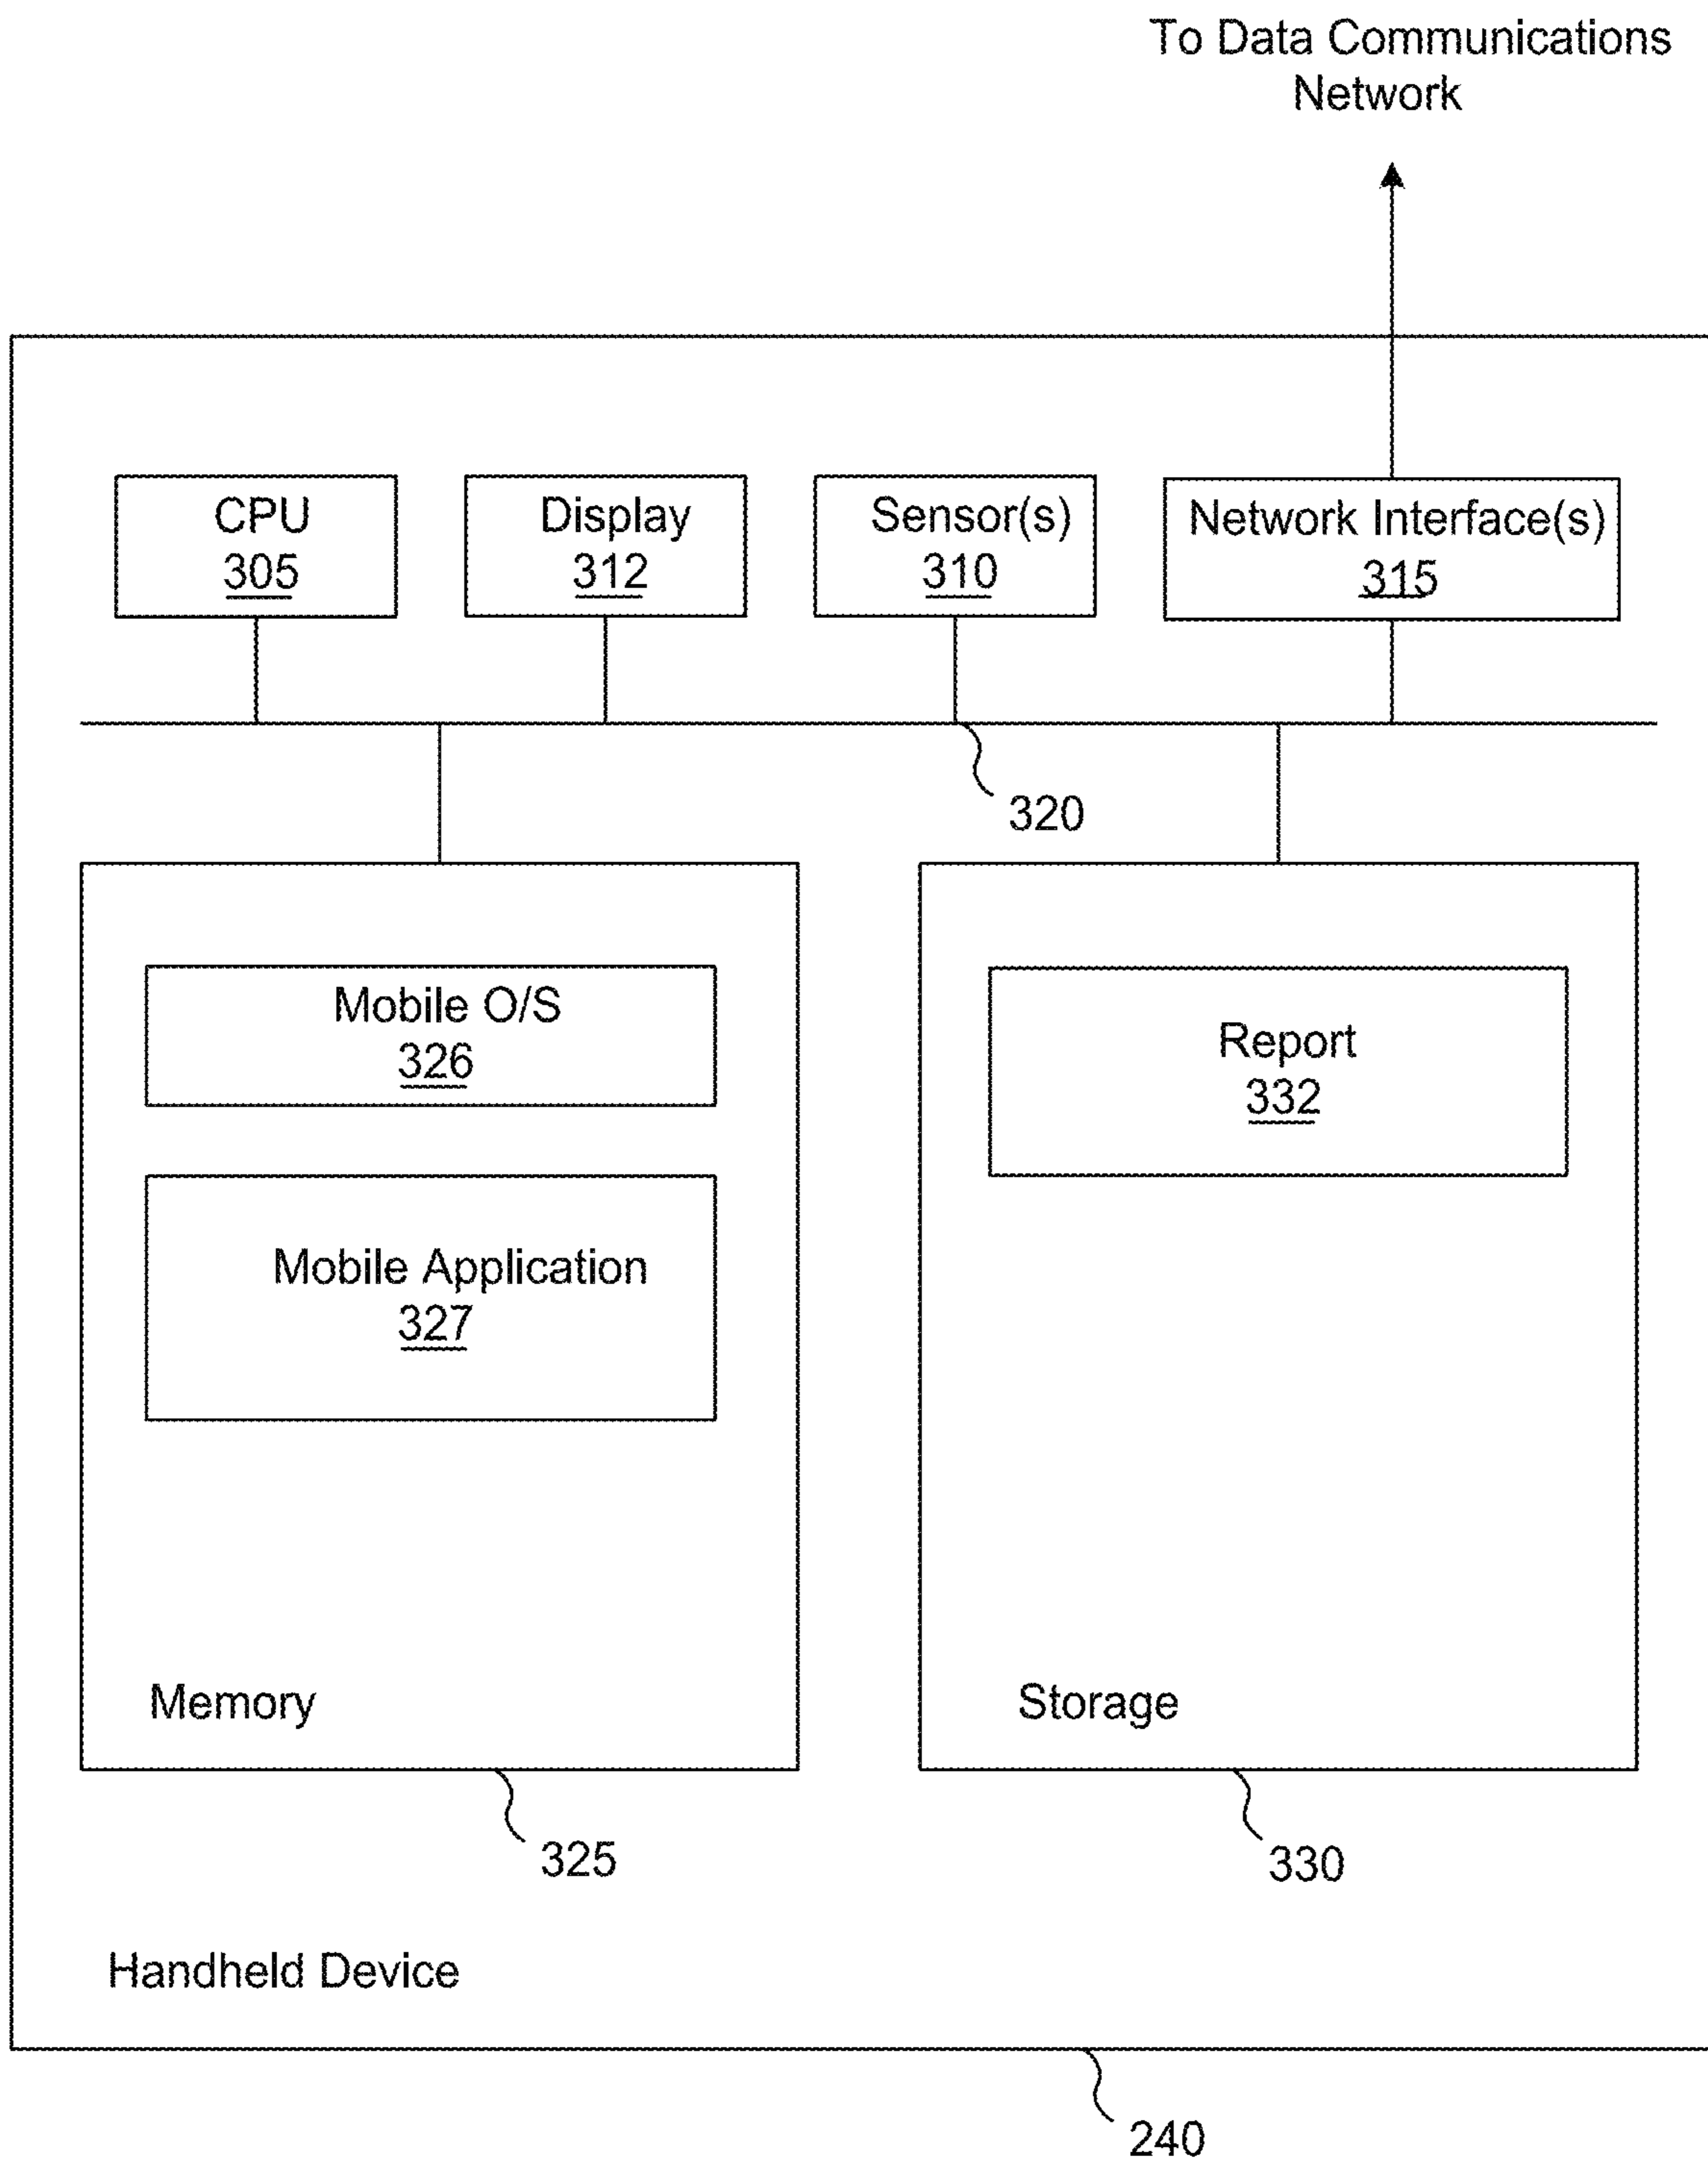 To Data Communications
Network
CPU
305
Display
312
Sensor(s)
310
Network Interface(s)
315
320
Mobile O/S
326
Mobile Application
327
Memory
325
Report
332
Storage
330
Handheld Device
240